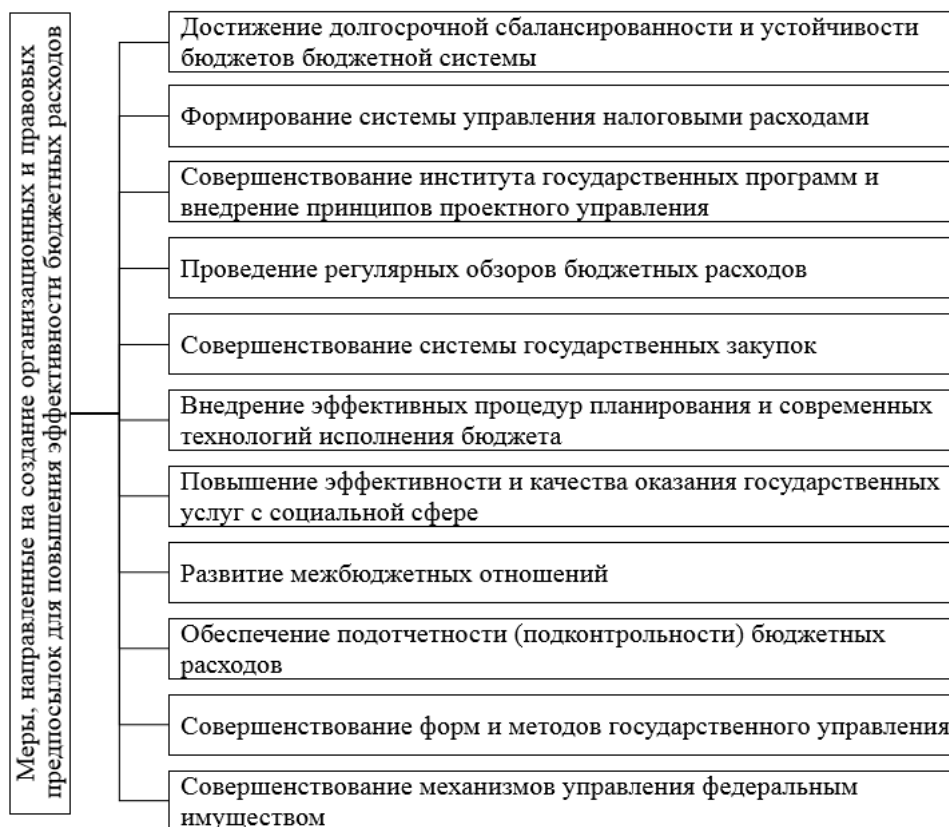 Меры, направленные на создание организационных и правовых
предпосылок для повышения эффективности бюджетных расходов
Достижение долгосрочной сбалансированности и устойчивости
бюджетов бюджетной системы
Формирование системы управления налоговыми расходами
Совершенствование института государственных программ и
внедрение принципов проектного управления
Проведение регулярных обзоров бюджетных расходов
Совершенствование системы государственных закупок
Внедрение эффективных процедур планирования и современных
технологий исполнения бюджета
Повышение эффективности и качества оказания государственных
услуг с социальной сфере
Развитие межбюджетных отношений
Обеспечение подотчетности (подконтрольности) бюджетных
расходов
Совершенствование форм и методов государственного управления
Совершенствование механизмов управления федеральным
имуществом